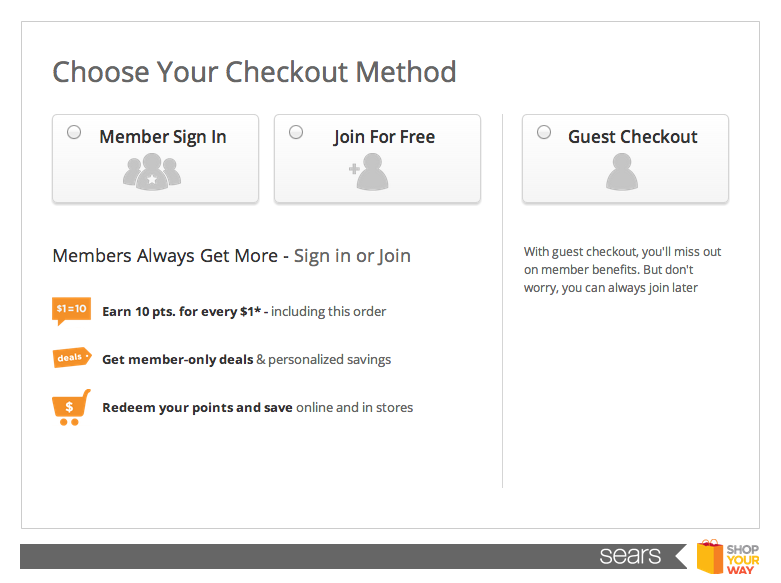 Choose Your Checkout Method
Member Sign In
Join For Free
Guest Checkout
Members Always Get More - Sign in or Join
$1=10
Earn 10 pts. for every $1* - including this order
deals
Get member-only deals & personalized savings
$
Redeem your points and save online and in stores
With guest checkout, you'll miss out
on member benefits. But don't
worry, you can always join later
sears
SHOP
YOUR
WAY